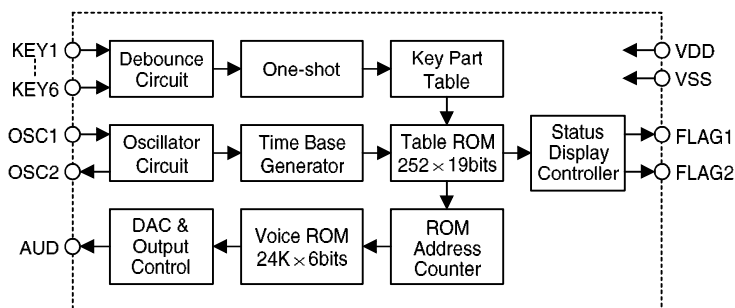 KEY1
KEY6
Debounce
Circuit
One-shot
Key Part
Table
VDD
VSS
OSC1
OSC2
Oscillator
Circuit
Time Base
Generator
Table ROM
252×19bits
Status
Display
Controller
FLAG1
FLAG2
AUD
DAC &
Output
Control
Voice ROM
24K×6bits
ROM
Address
Counter